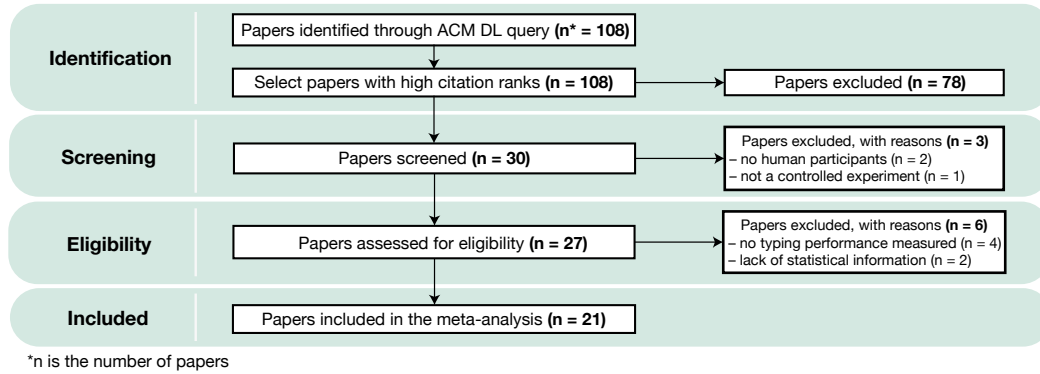 Identification
Papers identified through ACM DL query (n* = 108)
Select papers with high citation ranks (n = 108)
Papers excluded (n = 78)
Screening
Papers screened (n = 30)
Papers excluded, with reasons (n = 3)
– no human participants (n = 2)
– not a controlled experiment (n = 1)
Eligibility
Papers assessed for eligibility (n = 27)
Papers excluded, with reasons (n = 6)
– no typing performance measured (n = 4)
– lack of statistical information (n = 2)
Included
Papers included in the meta-analysis (n = 21)
*n is the number of papers